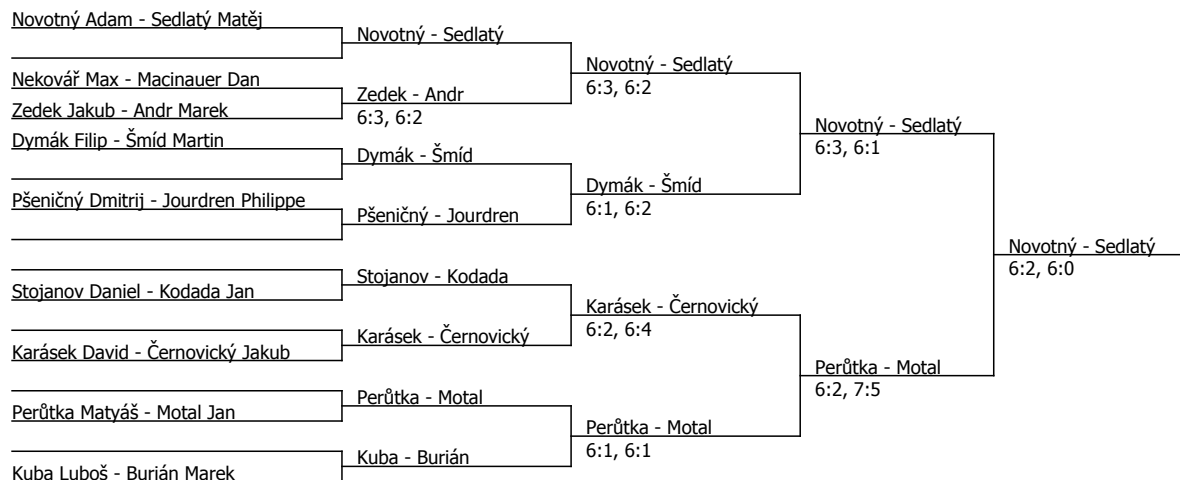 Novotný Adam - Sedlatý Matěj
Nekovář Max - Macinauer Dan
Zedek Jakub - Andr Marek
Dymák Filip - Šmíd Martin
Pšeničný Dmitrij - Jourdren Philippe
Stojanov Daniel - Kodada Jan
Karásek David - Černovický Jakub
Perůtka Matyáš - Motal Jan
Kuba Luboš - Burián Marek
Novotný - Sedlatý
Zedek - Andr
6:3, 6:2
Dymák - Šmíd
Pšeničný - Jourdren
Stojanov - Kodada
Karásek - Černovický
Perůtka - Motal
Kuba - Burián
Novotný - Sedlatý
6:3, 6:2
Dymák - Šmíd
6:1, 6:2
Karásek - Černovický
6:2, 6:4
Perůtka - Motal
6:1, 6:1
Novotný - Sedlatý
6:3, 6:1
Perůtka - Motal
6:2, 7:5
Novotný - Sedlatý
6:2, 6:0